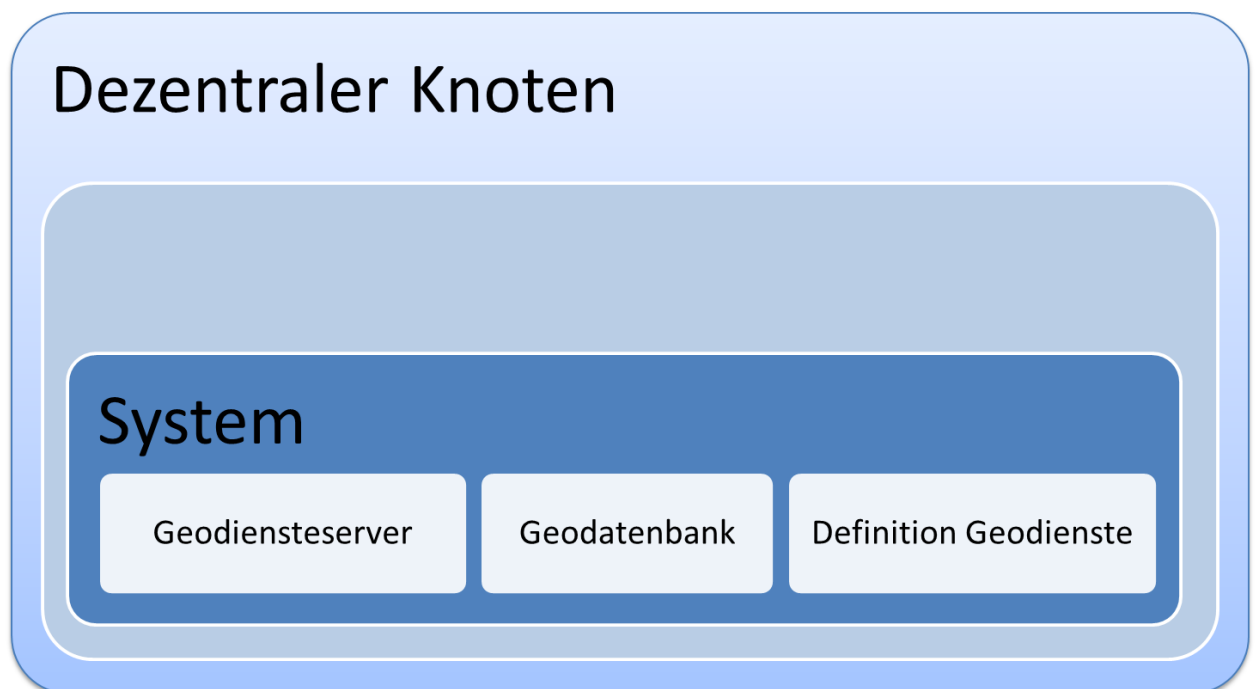 Dezentraler Knoten
System
Geodiensteserver
Geodatenbank
Definition Geodienste